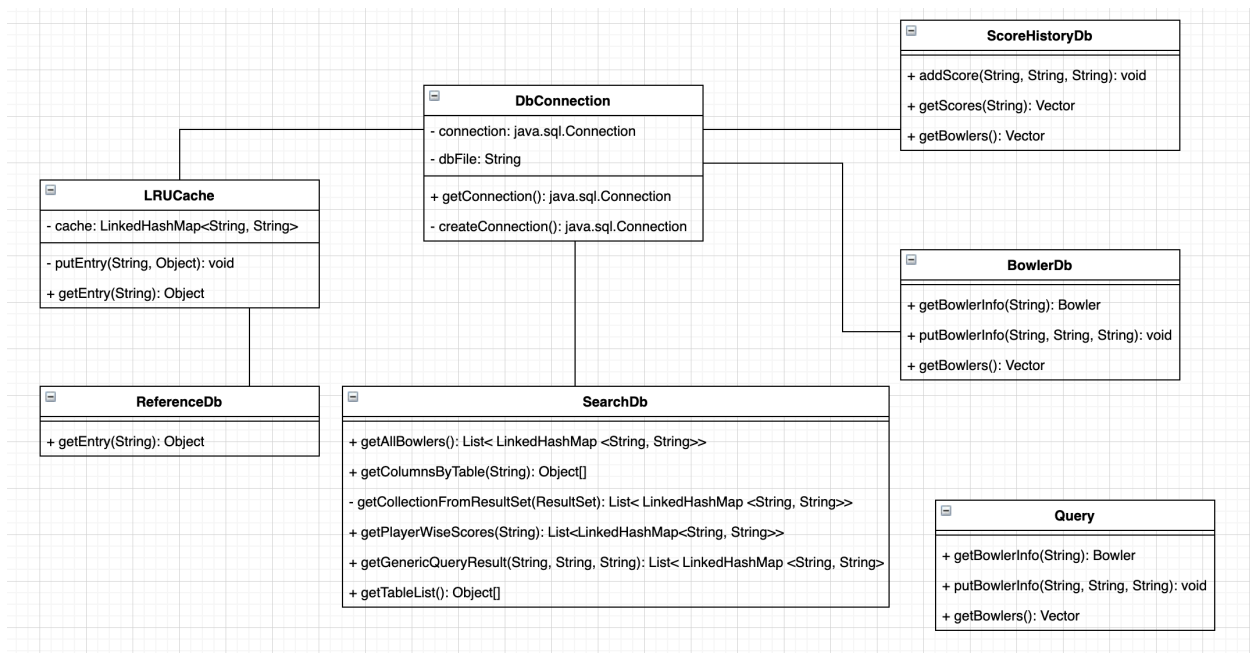 ScoreHistoryDb
+ addScore(String, String, String): void
+ getScores(String): Vector
+ getBowlers(): Vector
DbConnection
- connection: java.sql.Connection
- dbFile: String
+ getConnection(): java.sql.Connection
- createConnection(): java.sql.Connection
LRUCache
- cache: LinkedHashMap<String, String>
- putEntry(String, Object): void
+ getEntry(String): Object
BowlerDb
+ getBowlerInfo(String): Bowler
+ putBowlerInfo(String, String, String): void
+ getBowlers(): Vector
ReferenceDb
+ getEntry(String): Object
SearchDb
+ getAllBowlers(): List< LinkedHashMap <String, String>>
+ getColumnsByTable(String): Object[]
- getCollectionFromResultSet(ResultSet): List< LinkedHashMap <String, String>>
+ getPlayerWiseScores(String): List<LinkedHashMap<String, String>>
+ getGenericQueryResult(String, String, String): List< LinkedHashMap <String, String>
+ getTableList(): Object[]
Query
+ getBowlerInfo(String): Bowler
+ putBowlerInfo(String, String, String): void
+ getBowlers(): Vector